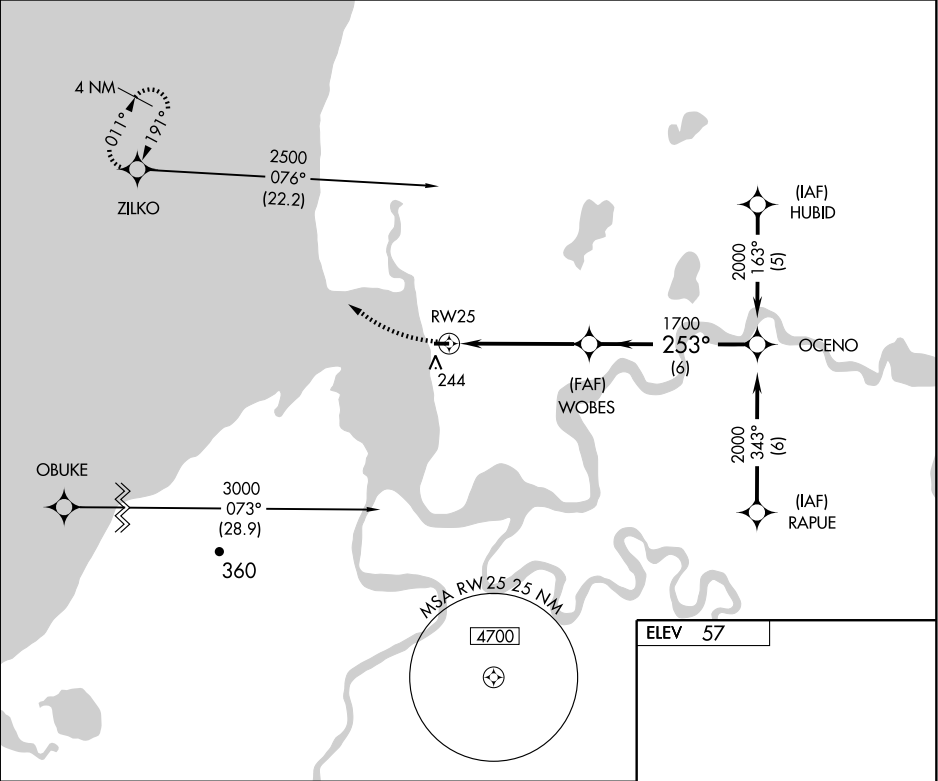 4 NM
011°
191°
ZILKO
2500
076°
(22.2)
(IAF)
HUBID
2000
163°
(5)
RW25
244
1700
253°
(6)
OCENO
(FAF)
WOBES
2000
343°
(6)
(IAF)
RAPUE
OBUKE
3000
073°
(28.9)
360
MSA RW25 25 NM
4700
ELEV 57